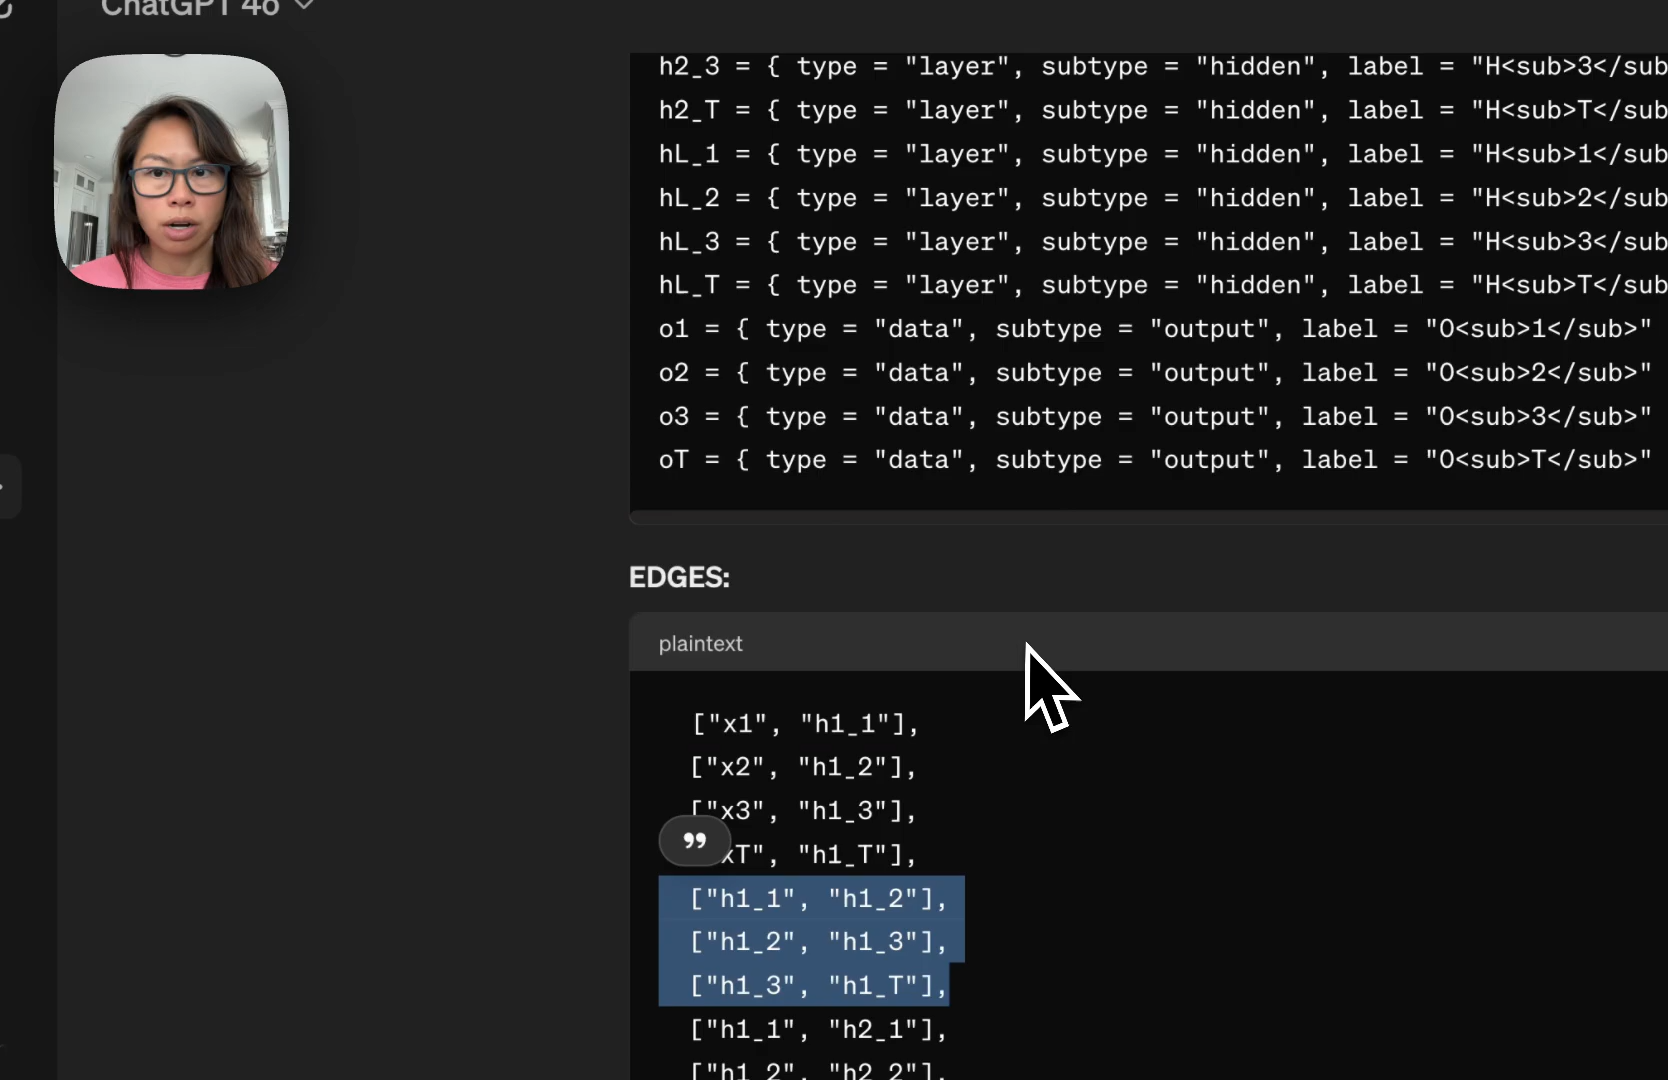 ChatGPT 4o
h2_3 = { type = "layer", subtype = "hidden", label = "H<sub>3</sub
h2_T = { type = "layer", subtype = "hidden", label = "H<sub>T</sub
hL_1 = { type = "layer", subtype = "hidden", label = "H<sub>1</sub
hL_2 = { type = "layer", subtype = "hidden", label = "H<sub>2</sub
hL_3 = { type = "layer", subtype = "hidden", label = "H<sub>3</sub
hL_T = { type = "layer", subtype = "hidden", label = "H<sub>T</sub
o1 = { type = "data", subtype = "output", label = "O<sub>1</sub>"
o2 = { type = "data", subtype = "output", label = "O<sub>2</sub>"
o3 = { type = "data", subtype = "output", label = "O<sub>3</sub>"
oT = { type = "data", subtype = "output", label = "O<sub>T</sub>"
EDGES:
plaintext
["x1", "h1_1"],
["x2", "h1_2"],
["x3", "h1_3"],
xT", "h1_T"],
["h1_1", "h1_2"],
["h1_2", "h1_3"],
["h1_3", "h1_T"],
["h1_1", "h2_1"],
["h1_2", "h2_2"],